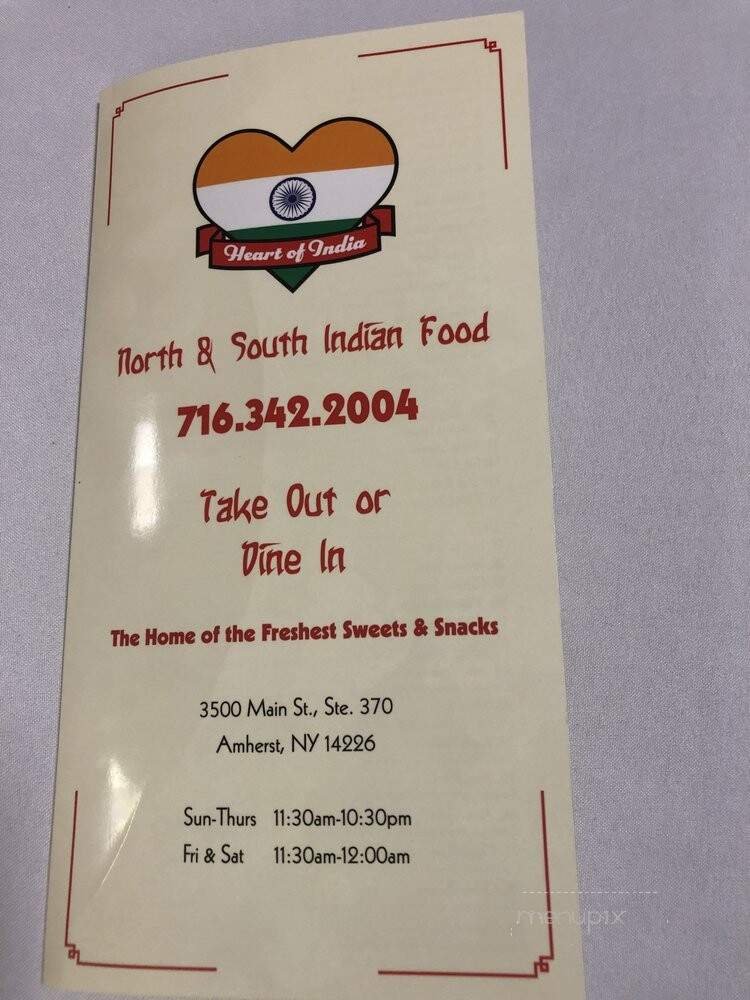 Heart of India
North & South Indian Food
716.342.2004
Take Out or
Dine In
The Home of the Freshest Sweets & Snacks
3500 Main St., Ste. 370
Amherst, NY 14226
Sun-Thurs 11:30am-10:30pm
Fri & Sat 11:30am-12:00am
menupix